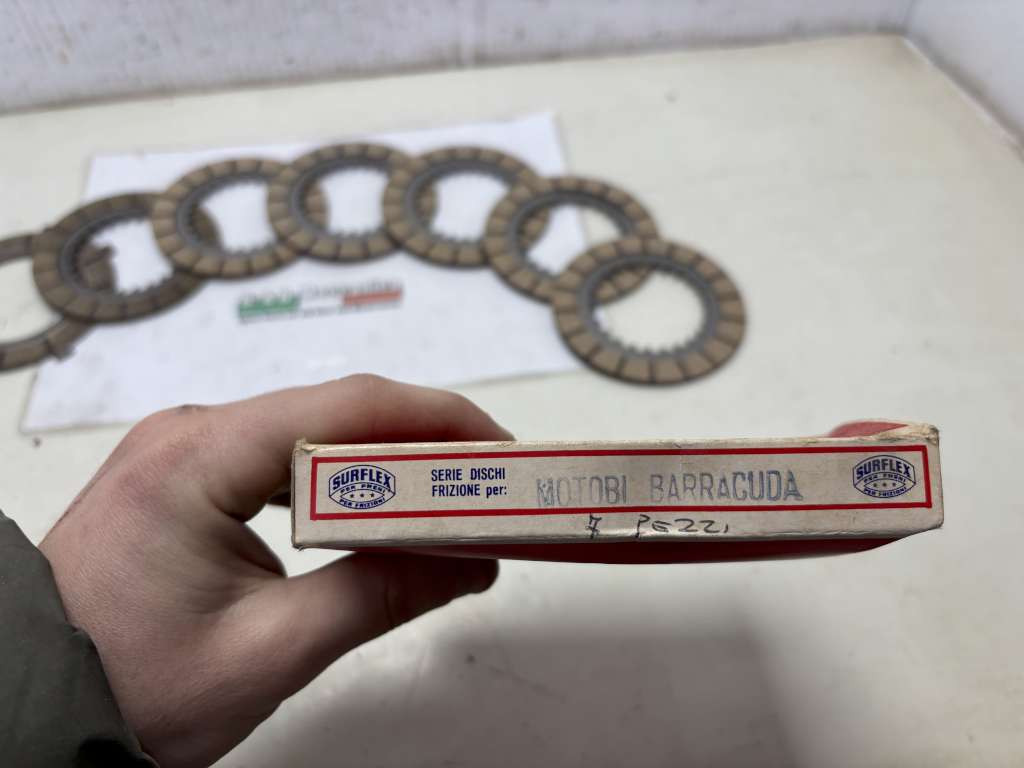 SURFLEX
PER FRENI
PER FRIZIONI
SERIE DISCHI
FRIZIONE per:
MOTOBI BARRACUDA
SURFLEX
PER FRENI
PER FRIZIONI
7 PEZZI